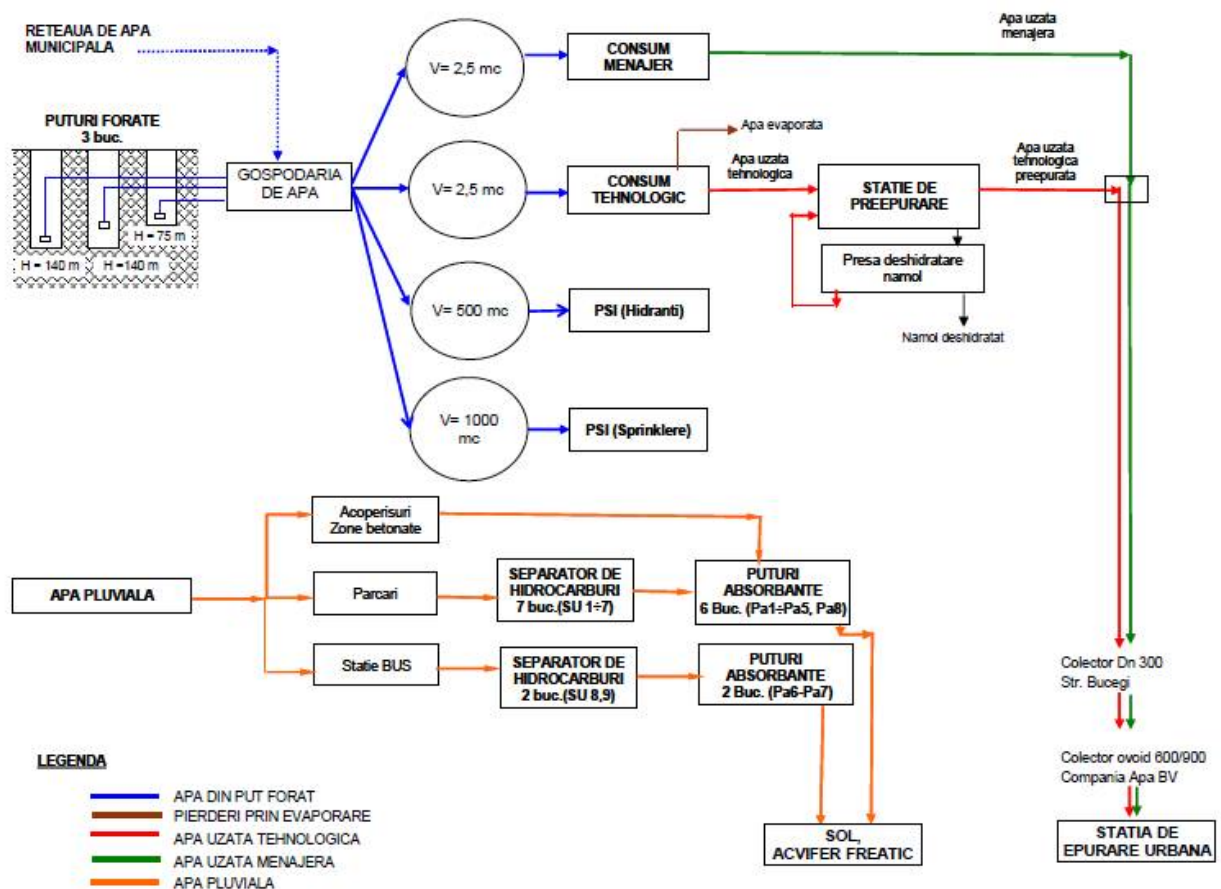 RETEAUA DE APA
MUNICIPALA
PUTURI FORATE
3 buc.
H = 75 m
H = 140 m
H =140 m
GOSPODARIA
DE APA
V= 2,5 mc
V= 2,5 mc
V= 500 mc
V= 1000
mc
CONSUM
MENAJER
Apa uzata
menajera
Apa evaporata
CONSUM
TEHNOLOGIC
Apa uzata
tehnologica
STATIE DE
PREEPURARE
Apa uzata
tehnologica
preepurata
Presa deshidratare
namol
Namol deshidratat
PSI (Hidranti)
PSI (Sprinklere)
APA PLUVIALA
Acoperisuri
Zone betonate
Parcari
Statie BUS
SEPARATOR DE
HIDROCARBURI
7 buc.(SU 1÷7)
SEPARATOR DE
HIDROCARBURI
2 buc.(SU 8,9)
PUTURI
ABSORBANTE
6 Buc. (Pa1÷Pa5, Pa8)
PUTURI
ABSORBANTE
2 Buc. (Pa6-Pa7)
SOL,
ACVIFER FREATIC
Colector Dn 300
Str. Bucegi
Colector ovoid 600/900
Compania Apa BV
STATIA DE
EPURARE URBANA
LEGENDA
APA DIN PUT FORAT
PIERDERI PRIN EVAPORARE
APA UZATA TEHNOLOGICA
APA UZATA MENAJERA
APA PLUVIALA